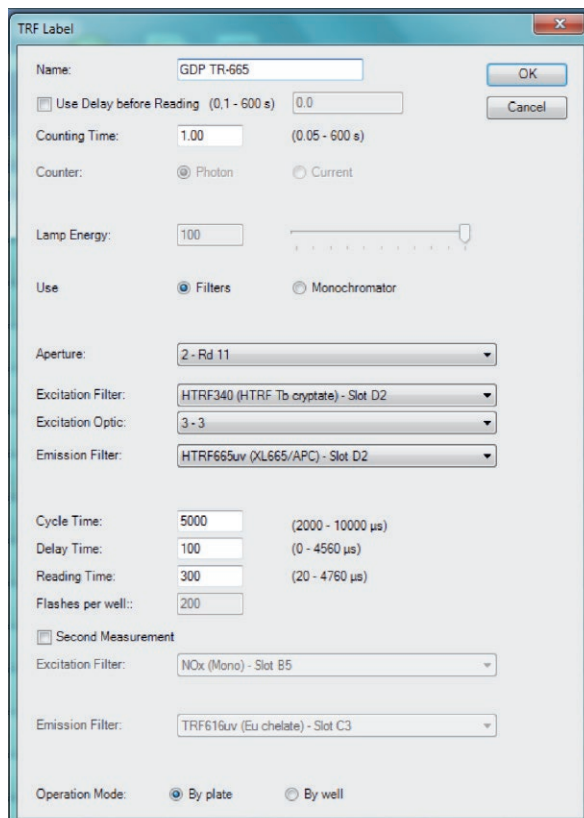 TRF Label
Name: GDP TR-665
OK
Use Delay before Reading (0,1 - 600 s) 0.0
Cancel
Counting Time: 1.00 (0.05 - 600 s)
Counter: Photon Current
Lamp Energy: 100
Use Filters Monochromator
Aperture: 2 - Rd 11
Excitation Filter: HTRF340 (HTRF Tb cryptate) - Slot D2
Excitation Optic: 3 - 3
Emission Filter: HTRF665uv (XL665/APC) - Slot D2
Cycle Time: 5000 (2000 - 10000 µs)
Delay Time: 100 (0 - 4560 µs)
Reading Time: 300 (20 - 4760 µs)
Flashes per well:: 200
Second Measurement
Excitation Filter: NOx (Mono) - Slot B5
Emission Filter: TRF616uv (Eu chelate) - Slot C3
Operation Mode: By plate By well